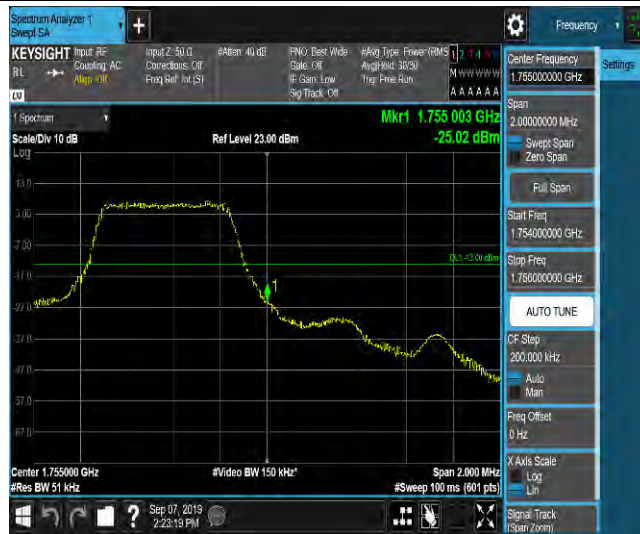 Spectrum Analyzer 1
Swept SA
Frequency
KEYSIGHT
RL
Input: RF
Coupling: AC
Align: Off
Input Z: 50 Ω
Corrections: Off
Freq Ref: Int (S)
#Atten: 40 dB
PNO: Best Wide
Gate: Off
IF Gain: Low
Sig Track: Off
#Avg Type: Power (RMS
Avg|Hold: 30/30
Trig: Free Run
M W W W W W
A A A A A A
LW
1 Spectrum
Scale/Div 10 dB
Log
Ref Level 23.00 dBm
Mkr1 1.755 003 GHz
-25.02 dBm
13.0
3.00
-7.00
DL1 -13.00 dBm
-17.0
1
-27.0
-37.0
-47.0
-57.0
-67.0
Center 1.755000 GHz
#Video BW 150 kHz*
Span 2.000 MHz
#Res BW 51 kHz
#Sweep 100 ms (601 pts)
Sep 07, 2019
2:23:19 PM
Center Frequency
1.755000000 GHz
Settings
Span
2.00000000 MHz
Swept Span
Zero Span
Full Span
Start Freq
1.754000000 GHz
Stop Freq
1.756000000 GHz
AUTO TUNE
CF Step
200.000 kHz
Auto
Man
Freq Offset
0 Hz
X Axis Scale
Log
Lin
Signal Track
(Span Zoom)